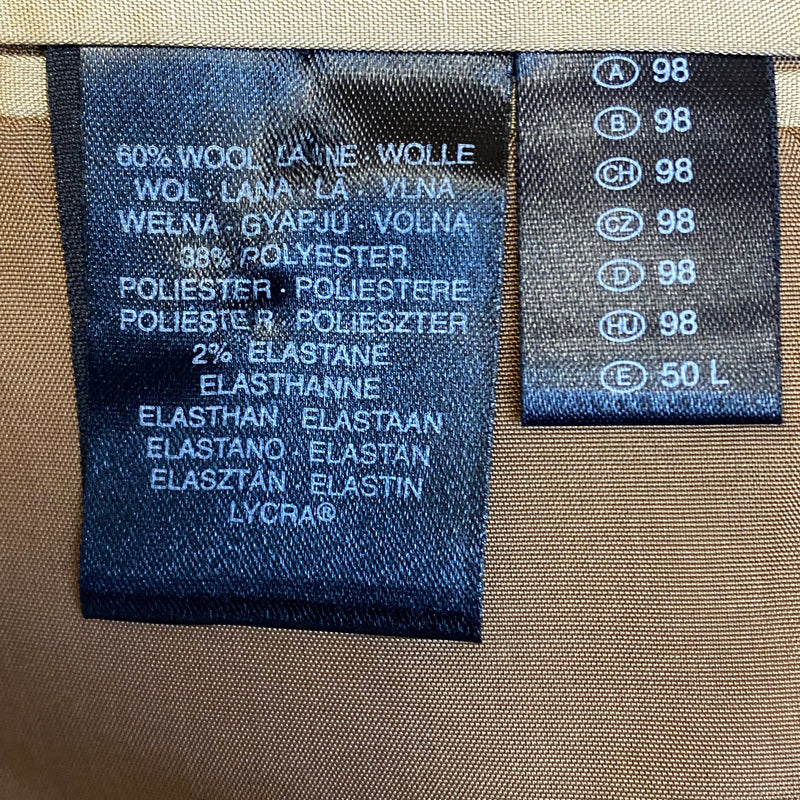 60% WOOL · LAINE · WOLLE
WOL · LANA · LÃ · VLNA
WEŁNA · GYAPJÚ · VOLNA
38% POLYESTER
POLIÉSTER · POLIESTERE
POLIESTER · POLIÉSZTER
2% ELASTANE
ELASTHANNE
ELASTHAN ELASTAAN
ELASTANO ELASTAN
ELASZTÁN ELASTIN
LYCRA®
A 98
B 98
CH 98
CZ 98
D 98
HU 98
E 50 L